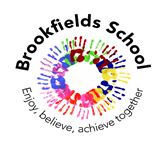 Brookfields School
Enjoy, believe, achieve together